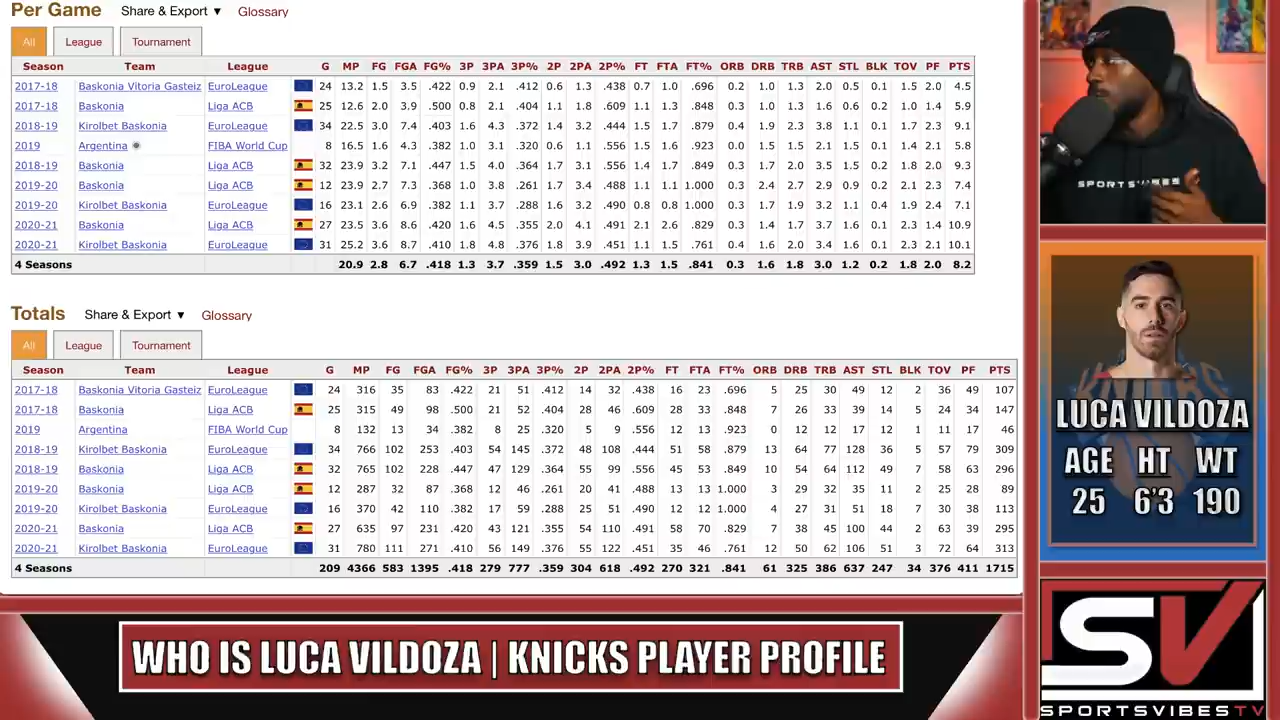 Per Game Share & Export ▼ Glossary
All League Tournament
Season Team League G MP FG FGA FG% 3P 3PA 3P% 2P 2PA 2P% FT FTA FT% ORB DRB TRB AST STL BLK TOV PF PTS
2017-18 Baskonia Vitoria Gasteiz EuroLeague 24 13.2 1.5 3.5 .422 0.9 2.1 .412 0.6 1.3 .438 0.7 1.0 .696 0.2 1.0 1.3 2.0 0.5 0.1 1.5 2.0 4.5
2017-18 Baskonia Liga ACB 25 12.6 2.0 3.9 .500 0.8 2.1 .404 1.1 1.8 .609 1.1 1.3 .848 0.3 1.0 1.3 1.6 0.6 0.2 1.0 1.4 5.9
2018-19 Kirolbet Baskonia EuroLeague 34 22.5 3.0 7.4 .403 1.6 4.3 .372 1.4 3.2 .444 1.5 1.7 .879 0.4 1.9 2.3 3.8 1.1 0.1 1.7 2.3 9.1
2019 Argentina FIBA World Cup 8 16.5 1.6 4.3 .382 1.0 3.1 .320 0.6 1.1 .556 1.5 1.6 .923 0.0 1.5 1.5 2.1 1.5 0.1 1.4 2.1 5.8
2018-19 Baskonia Liga ACB 32 23.9 3.2 7.1 .447 1.5 4.0 .364 1.7 3.1 .556 1.4 1.7 .849 0.3 1.7 2.0 3.5 1.5 0.2 1.8 2.0 9.3
2019-20 Baskonia Liga ACB 12 23.9 2.7 7.3 .368 1.0 3.8 .261 1.7 3.4 .488 1.1 1.1 1.000 0.3 2.4 2.7 2.9 0.9 0.2 2.1 2.3 7.4
2019-20 Kirolbet Baskonia EuroLeague 16 23.1 2.6 6.9 .382 1.1 3.7 .288 1.6 3.2 .490 0.8 0.8 1.000 0.3 1.7 1.9 3.2 1.1 0.4 1.9 2.4 7.1
2020-21 Baskonia Liga ACB 27 23.5 3.6 8.6 .420 1.6 4.5 .355 2.0 4.1 .491 2.1 2.6 .829 0.3 1.4 1.7 3.7 1.6 0.1 2.3 1.4 10.9
2020-21 Kirolbet Baskonia EuroLeague 31 25.2 3.6 8.7 .410 1.8 4.8 .376 1.8 3.9 .451 1.1 1.5 .761 0.4 1.6 2.0 3.4 1.6 0.1 2.3 2.1 10.1
4 Seasons 20.9 2.8 6.7 .418 1.3 3.7 .359 1.5 3.0 .492 1.3 1.5 .841 0.3 1.6 1.8 3.0 1.2 0.2 1.8 2.0 8.2
Totals Share & Export ▼ Glossary
All League Tournament
Season Team League G MP FG FGA FG% 3P 3PA 3P% 2P 2PA 2P% FT FTA FT% ORB DRB TRB AST STL BLK TOV PF PTS
2017-18 Baskonia Vitoria Gasteiz EuroLeague 24 316 35 83 .422 21 51 .412 14 32 .438 16 23 .696 5 25 30 49 12 2 36 49 107
2017-18 Baskonia Liga ACB 25 315 49 98 .500 21 52 .404 28 46 .609 28 33 .848 7 26 33 39 14 5 24 34 147
2019 Argentina FIBA World Cup 8 132 13 34 .382 8 25 .320 5 9 .556 12 13 .923 0 12 12 17 12 1 11 17 46
2018-19 Kirolbet Baskonia EuroLeague 34 766 102 253 .403 54 145 .372 48 108 .444 51 58 .879 13 64 77 128 36 5 57 79 309
2018-19 Baskonia Liga ACB 32 765 102 228 .447 47 129 .364 55 99 .556 45 53 .849 10 54 64 112 49 7 58 63 296
2019-20 Baskonia Liga ACB 12 287 32 87 .368 12 46 .261 20 41 .488 13 13 1.000 3 29 32 35 11 2 25 28 89
2019-20 Kirolbet Baskonia EuroLeague 16 370 42 110 .382 17 59 .288 25 51 .490 12 12 1.000 4 27 31 51 18 7 30 38 113
2020-21 Baskonia Liga ACB 27 635 97 231 .420 43 121 .355 54 110 .491 58 70 .829 7 38 45 100 44 2 63 39 295
2020-21 Kirolbet Baskonia EuroLeague 31 780 111 271 .410 56 149 .376 55 122 .451 35 46 .761 12 50 62 106 51 3 72 64 313
4 Seasons 209 4366 583 1395 .418 279 777 .359 304 618 .492 270 321 .841 61 325 386 637 247 34 376 411 1715
SPORTSVIBES
LUCA VILDOZA
AGE HT WT
25 6'3 190
WHO IS LUCA VILDOZA | KNICKS PLAYER PROFILE
SV
SPORTSVIBESTV